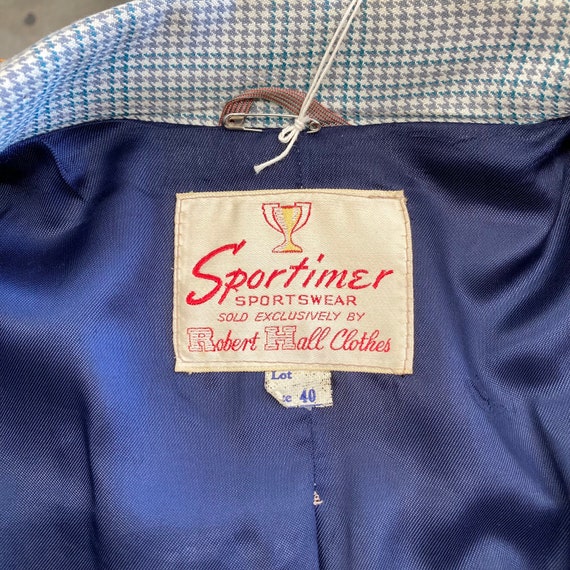 Sportimer
SPORTSWEAR
SOLD EXCLUSIVELY BY
Robert Hall Clothes
Lot
40